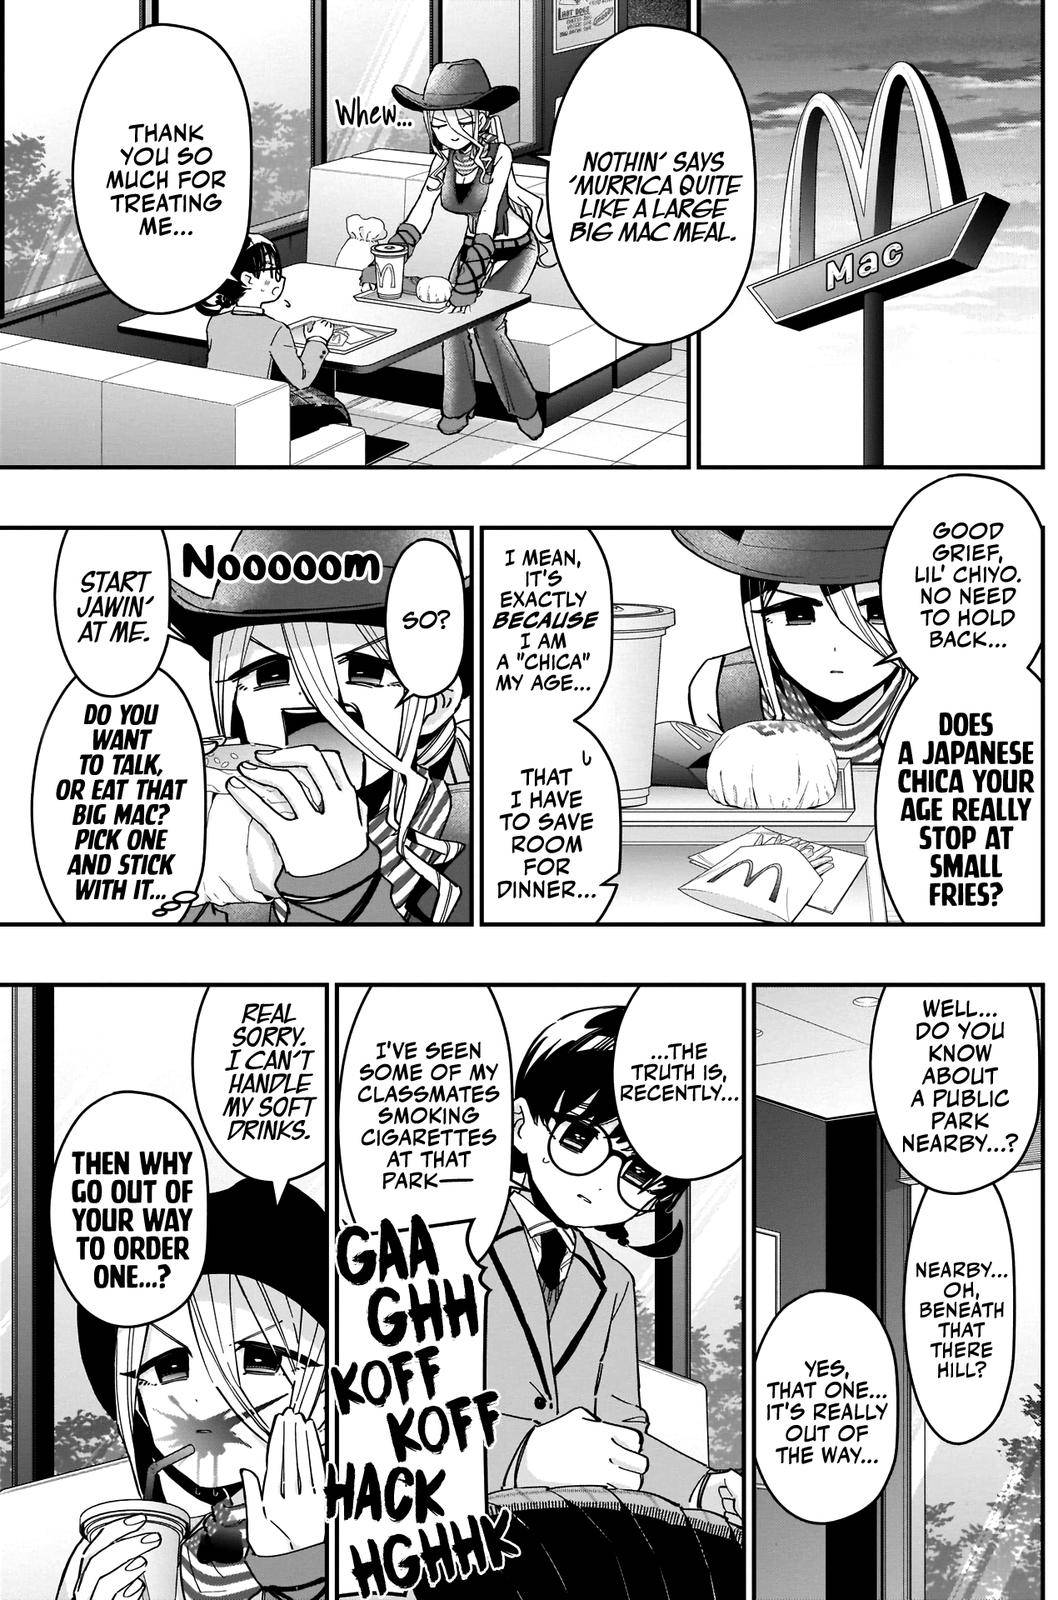 Mac
NOTHIN' SAYS
'MURRICA QUITE
LIKE A LARGE
BIG MAC MEAL.
WHEW...
HOT DOGS
THANK
YOU SO
MUCH FOR
TREATING
ME...
GOOD
GRIEF,
LIL' CHIYO.
NO NEED
TO HOLD
BACK...
DOES
A JAPANESE
CHICA YOUR
AGE REALLY
STOP AT
SMALL
FRIES?
I MEAN,
IT'S
EXACTLY
BECAUSE
I AM
A "CHICA"
MY AGE...
THAT
I HAVE
TO SAVE
ROOM
FOR
DINNER...
SO?
NOOOOOM
START
JAWIN'
AT ME.
DO YOU
WANT
TO TALK,
OR EAT THAT
BIG MAC?
PICK ONE
AND STICK
WITH IT...
WELL...
DO YOU
KNOW
ABOUT
A PUBLIC
PARK
NEARBY...?
NEARBY...
OH,
BENEATH
THAT
THERE
HILL?
YES,
THAT ONE...
IT'S REALLY
OUT OF
THE WAY...
...THE
TRUTH IS,
RECENTLY...
I'VE SEEN
SOME OF MY
CLASSMATES
SMOKING
CIGARETTES
AT THAT
PARK—
GAA
GHH
KOFF
KOFF
HACK
HGHHK
REAL
SORRY.
I CAN'T
HANDLE
MY SOFT
DRINKS.
THEN WHY
GO OUT OF
YOUR WAY
TO ORDER
ONE...?